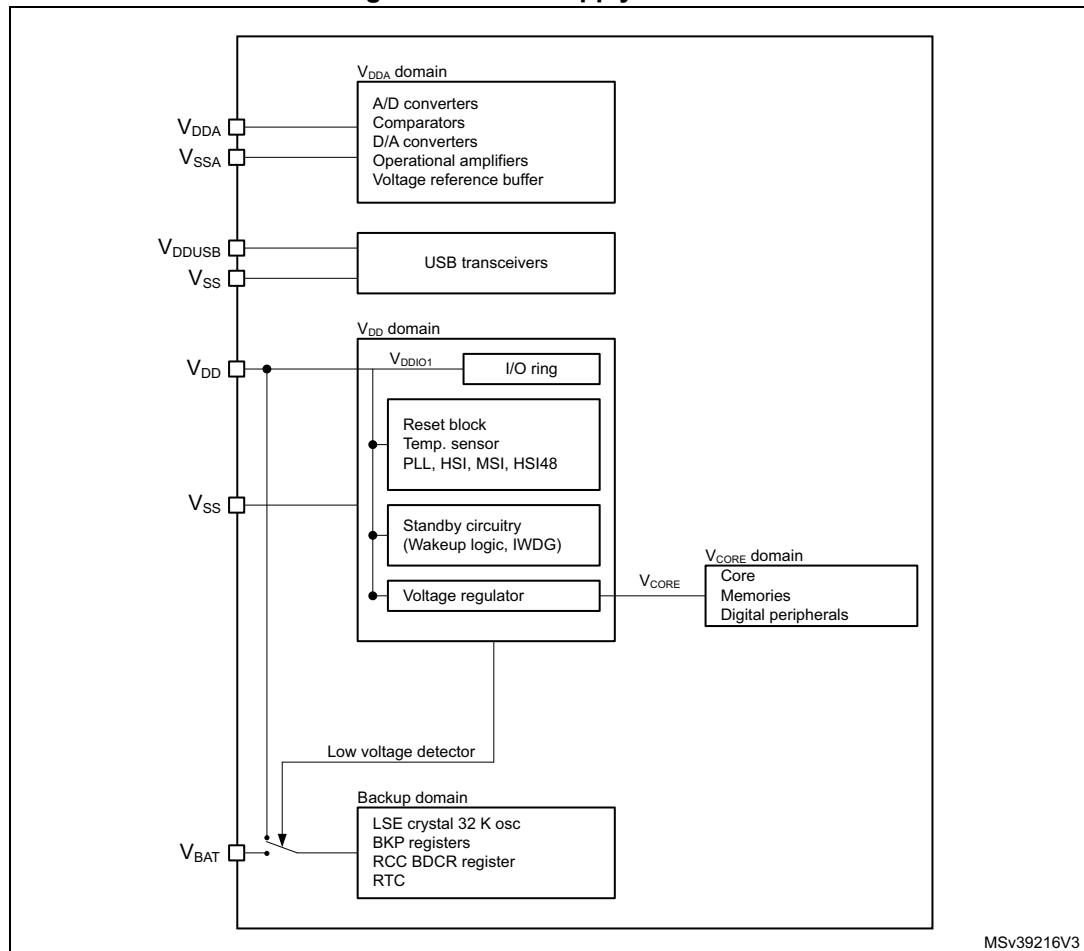 V_DDA domain
A/D converters
Comparators
D/A converters
Operational amplifiers
Voltage reference buffer
V_DDA
V_SSA
V_DDUSB
V_SS
USB transceivers
V_DD domain
V_DD
V_DDIO1
I/O ring
Reset block
Temp. sensor
PLL, HSI, MSI, HSI48
V_SS
Standby circuitry
(Wakeup logic, IWDG)
Voltage regulator
V_CORE
V_CORE domain
Core
Memories
Digital peripherals
Low voltage detector
Backup domain
LSE crystal 32 K osc
BKP registers
RCC BDCR register
RTC
V_BAT
MSv39216V3